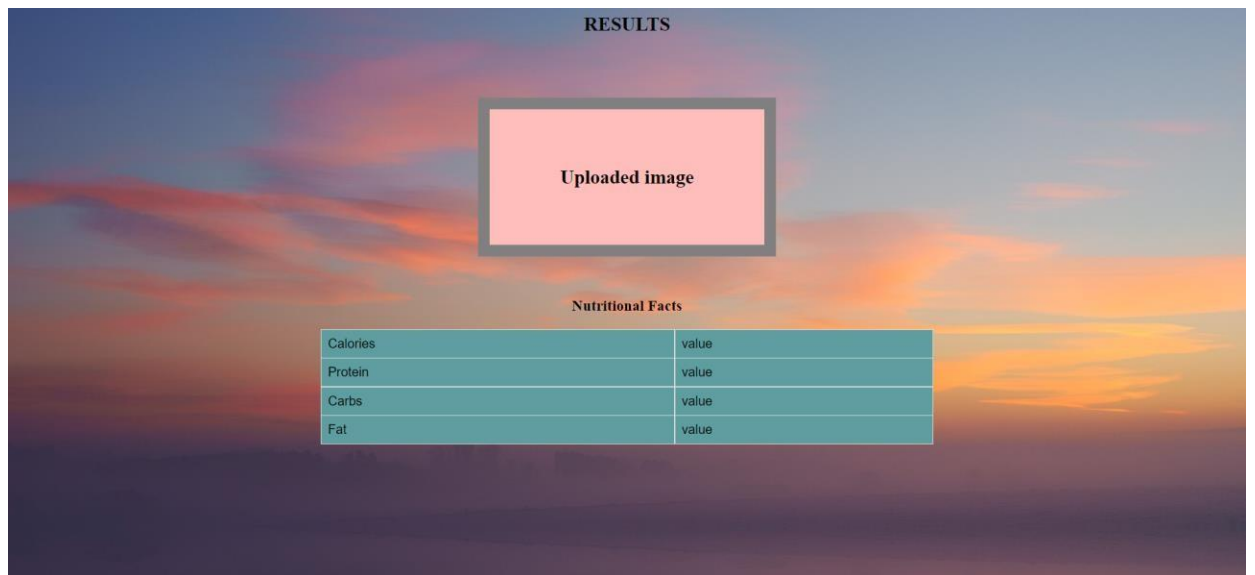 RESULTS
Uploaded image
Nutritional Facts
Calories value
Protein value
Carbs value
Fat value